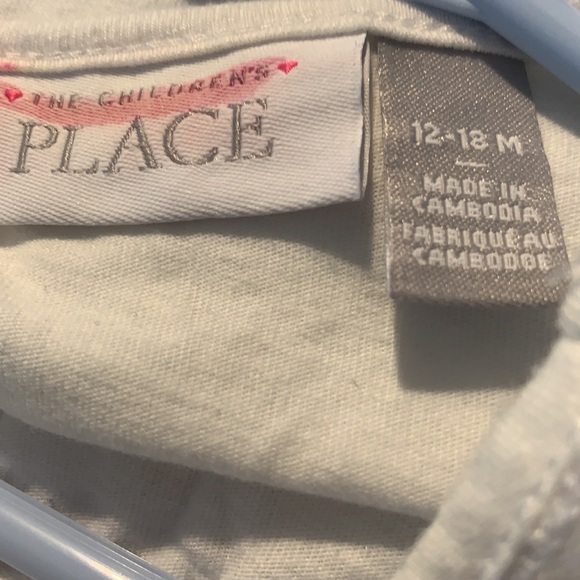 THE CHILDREN'S
PLACE
12-18 M
MADE IN
CAMBODIA
FABRIQUÉ AU
CAMBODGE